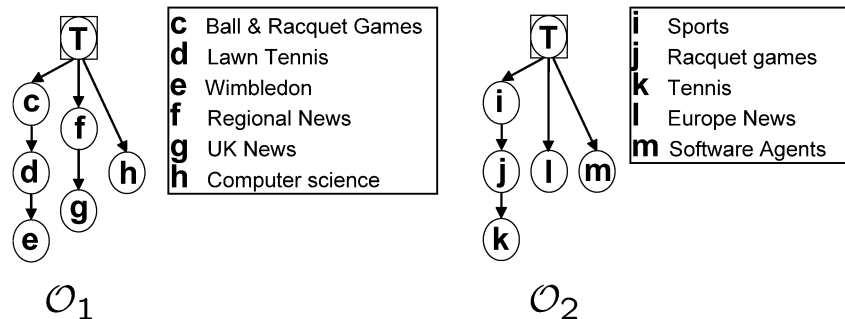 T
c
d
e
f
g
h
c Ball & Racquet Games
d Lawn Tennis
e Wimbledon
f Regional News
g UK News
h Computer science
O1
T
i
j
k
l
m
i Sports
j Racquet games
k Tennis
l Europe News
m Software Agents
O2